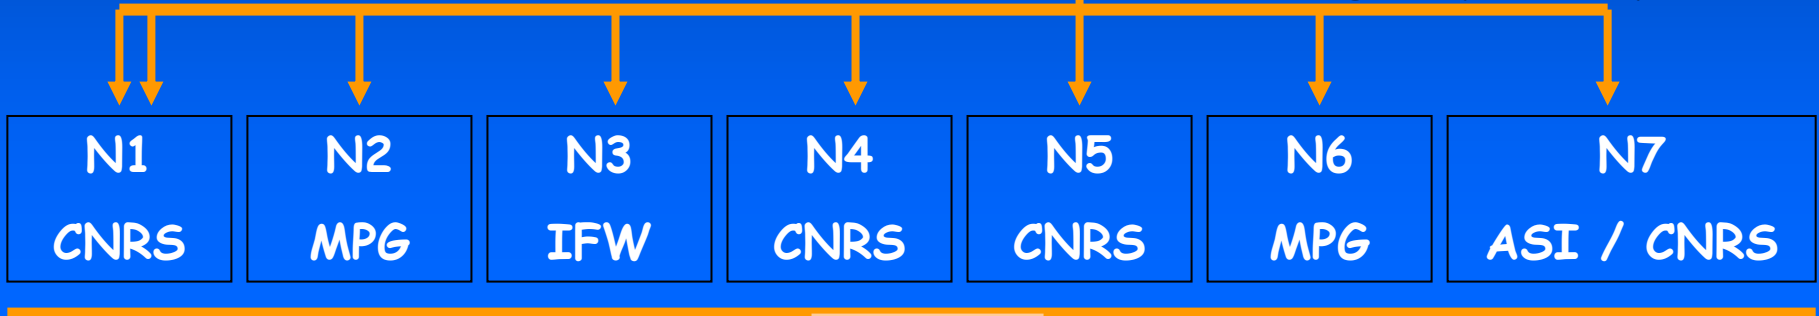 N1 N2 N3 N4 N5 N6 N7
CNRS MPG IFW CNRS CNRS MPG ASI / CNRS